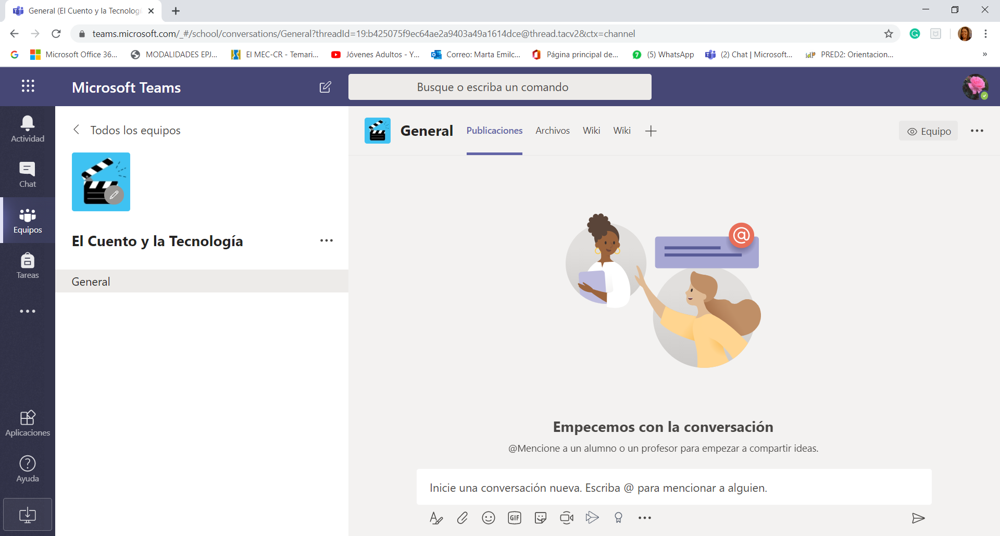 General (El Cuento y la Tecnologí
teams.microsoft.com/_#/school/conversations/General?threadId=19:b425075f9ec64ae2a9403a49a1614dce@thread.tacv2&ctx=channel
Microsoft Office 36... MODALIDADES EPJ... El MEC-CR - Temari... Jóvenes Adultos - Y... Correo: Marta Emilc... Página principal de... (5) WhatsApp (2) Chat | Microsoft... PRED2: Orientacion... »
Microsoft Teams
Busque o escriba un comando
Actividad
Chat
Equipos
Tareas
Aplicaciones
Ayuda
Todos los equipos
El Cuento y la Tecnología
General
General Publicaciones Archivos Wiki Wiki
Equipo
@
Empecemos con la conversación
@Mencione a un alumno o un profesor para empezar a compartir ideas.
Inicie una conversación nueva. Escriba @ para mencionar a alguien.
GIF